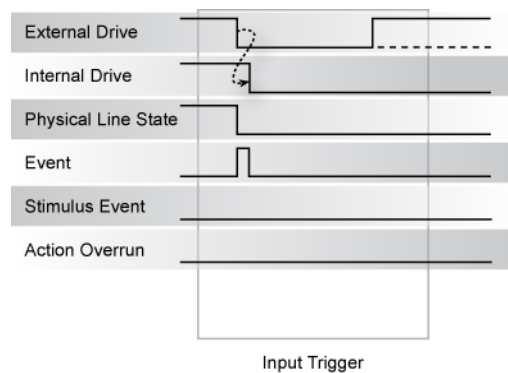 External Drive
Internal Drive
Physical Line State
Event
Stimulus Event
Action Overrun
Input Trigger